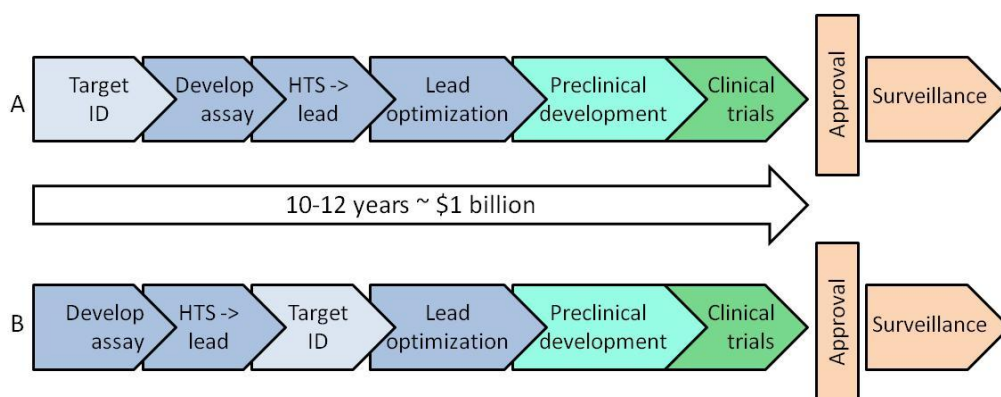 A
Target
ID
Develop
assay
HTS ->
lead
Lead
optimization
Preclinical
development
Clinical
trials
Approval
Surveillance
10-12 years ~ $1 billion
B
Develop
assay
HTS ->
lead
Target
ID
Lead
optimization
Preclinical
development
Clinical
trials
Approval
Surveillance